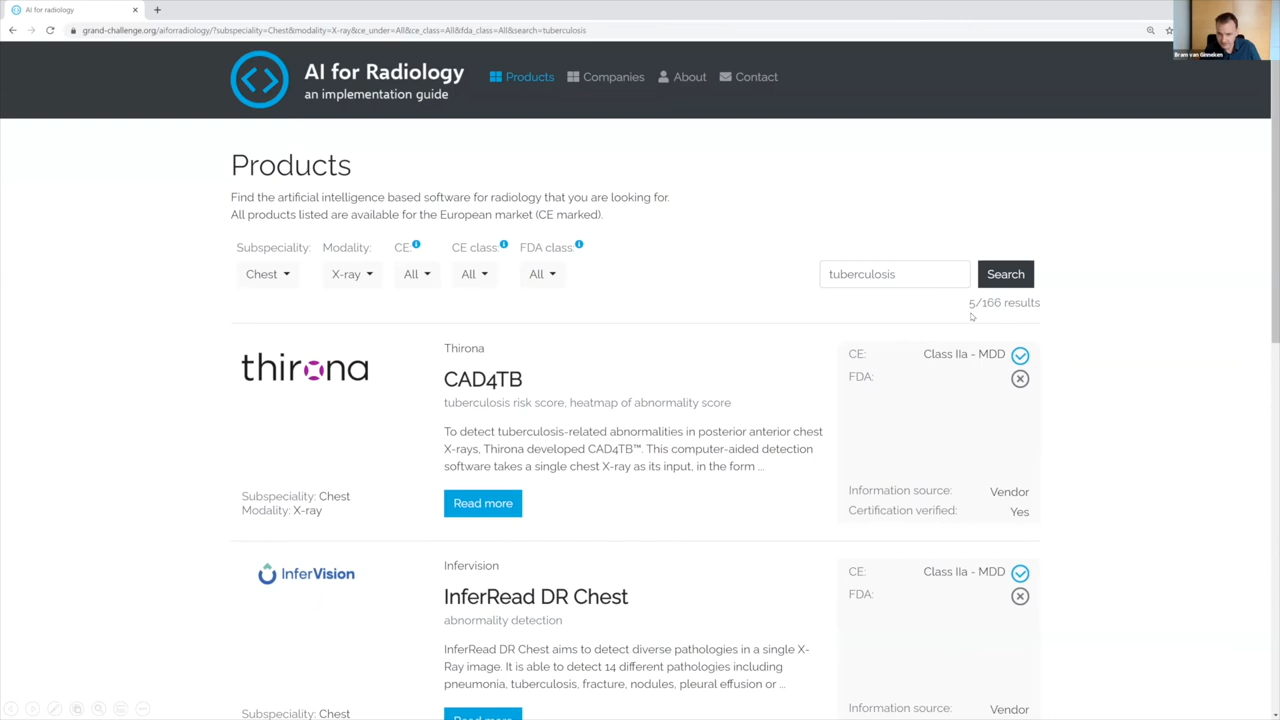 AI for radiology
grand-challenge.org/aiforradiology/?subspeciality=Chest&modality=X-ray&ce_under=All&ce_class=All&fda_class=All&search=tuberculosis
Bram van Ginneken
AI for Radiology
an implementation guide
Products
Companies
About
Contact
Products
Find the artificial intelligence based software for radiology that you are looking for.
All products listed are available for the European market (CE marked).
Subspeciality: Modality: CE: CE class: FDA class:
Chest X-ray All All All
tuberculosis Search
5/166 results
thirona
Thirona
CAD4TB
tuberculosis risk score, heatmap of abnormality score
To detect tuberculosis-related abnormalities in posterior anterior chest
X-rays, Thirona developed CAD4TB™. This computer-aided detection
software takes a single chest X-ray as its input, in the form ...
Read more
Subspeciality: Chest
Modality: X-ray
CE: Class IIa - MDD
FDA:
Information source: Vendor
Certification verified: Yes
InferVision
Infervision
InferRead DR Chest
abnormality detection
InferRead DR Chest aims to detect diverse pathologies in a single X-
Ray image. It is able to detect 14 different pathologies including
pneumonia, tuberculosis, fracture, nodules, pleural effusion or ...
Read more
Subspeciality: Chest
CE: Class IIa - MDD
FDA:
Information source: Vendor